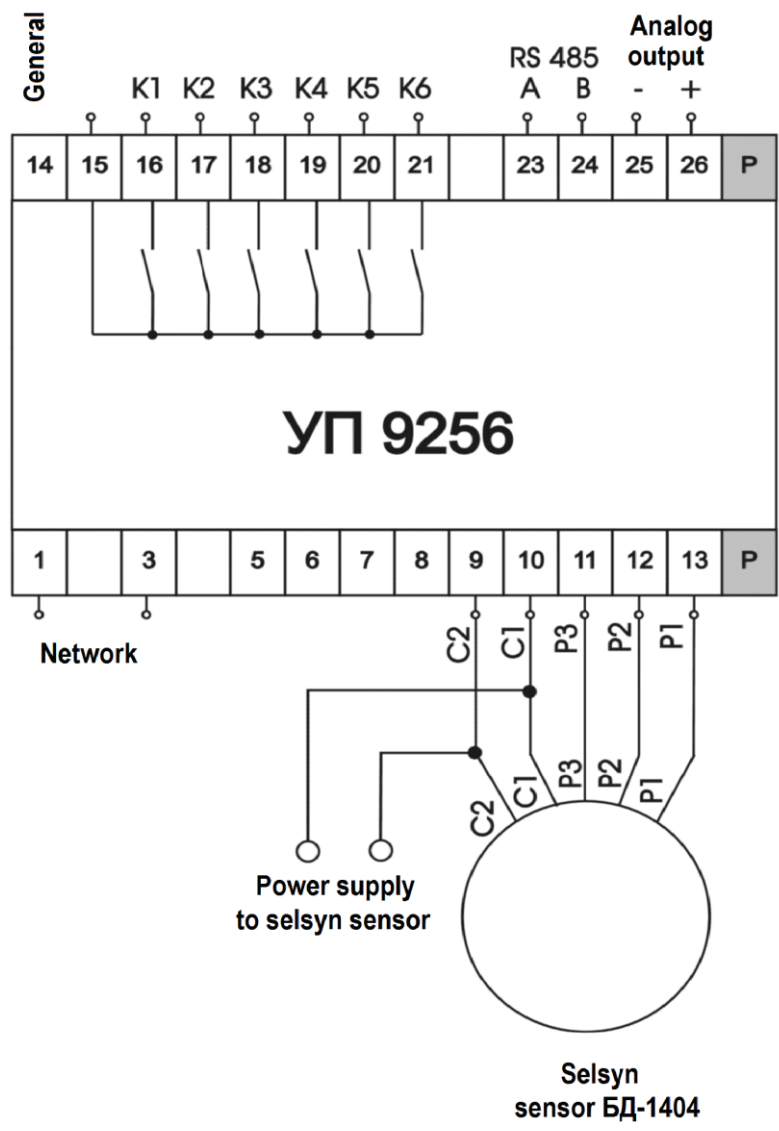 General
Analog
output
RS 485
K1 K2 K3 K4 K5 K6 A B - +
14 15 16 17 18 19 20 21 23 24 25 26 P
УП 9256
1 3 5 6 7 8 9 10 11 12 13 P
Network
C2 C1 P3 P2 P1
C2 C1 P3 P2 P1
Power supply
to selsyn sensor
Selsyn
sensor БД-1404